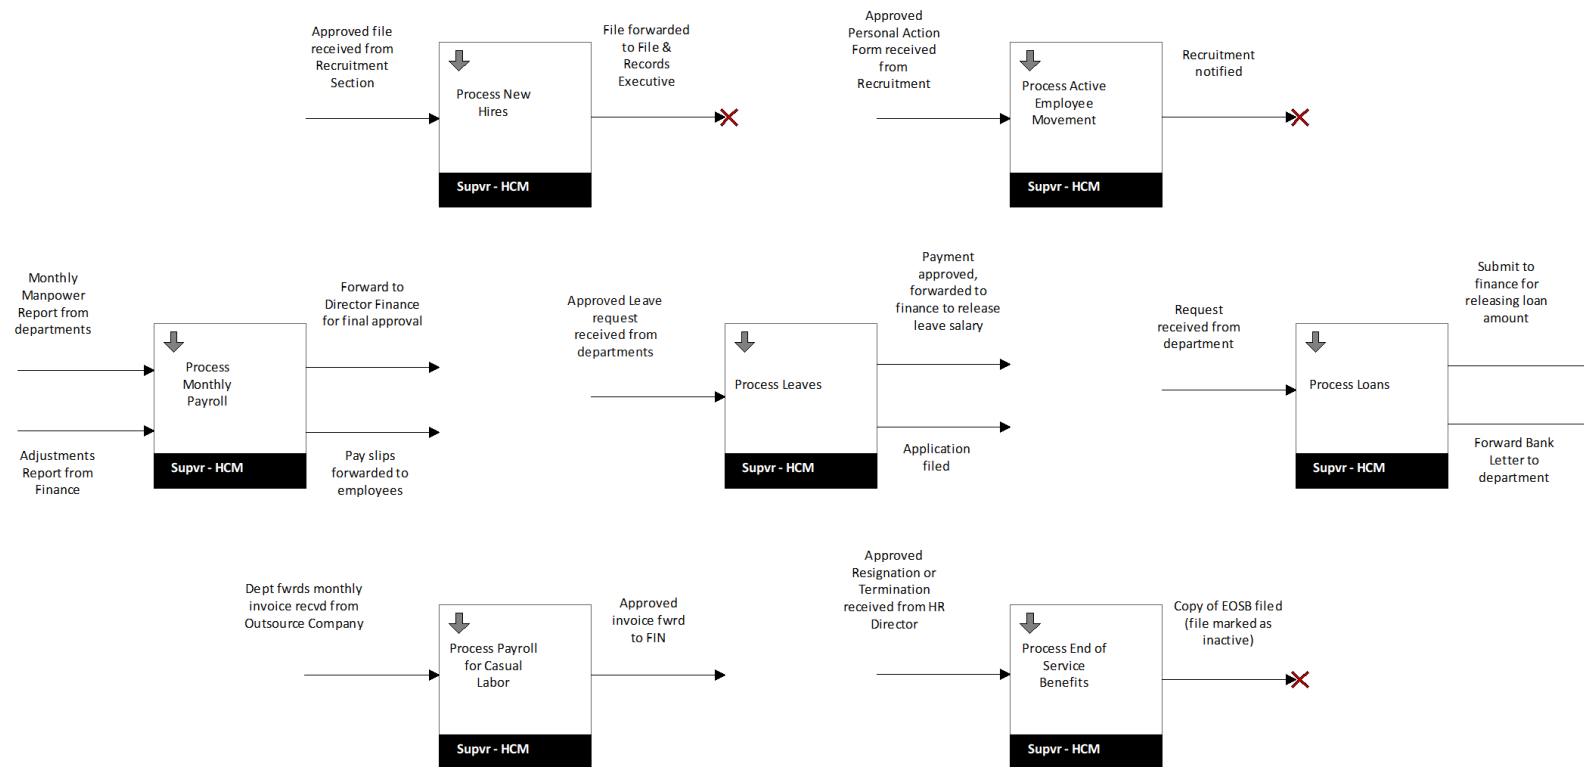 Approved file
received from
Recruitment
Section
File forwarded
to File &
Records
Executive
Process New
Hires
Supvr - HCM
Approved
Personal Action
Form received
from
Recruitment
Recruitment
notified
Process Active
Employee
Movement
Supvr - HCM
Monthly
Manpower
Report from
departments
Adjustments
Report from
Finance
Process
Monthly
Payroll
Supvr - HCM
Forward to
Director Finance
for final approval
Pay slips
forwarded to
employees
Approved Leave
request
received from
departments
Process Leaves
Supvr - HCM
Payment
approved,
forwarded to
finance to release
leave salary
Application
filed
Request
received from
department
Process Loans
Supvr - HCM
Submit to
finance for
releasing loan
amount
Forward Bank
Letter to
department
Dept fwrds monthly
invoice recvd from
Outsource Company
Process Payroll
for Casual
Labor
Supvr - HCM
Approved
invoice fwrd
to FIN
Approved
Resignation or
Termination
received from HR
Director
Process End of
Service
Benefits
Supvr - HCM
Copy of EOSB filed
(file marked as
inactive)